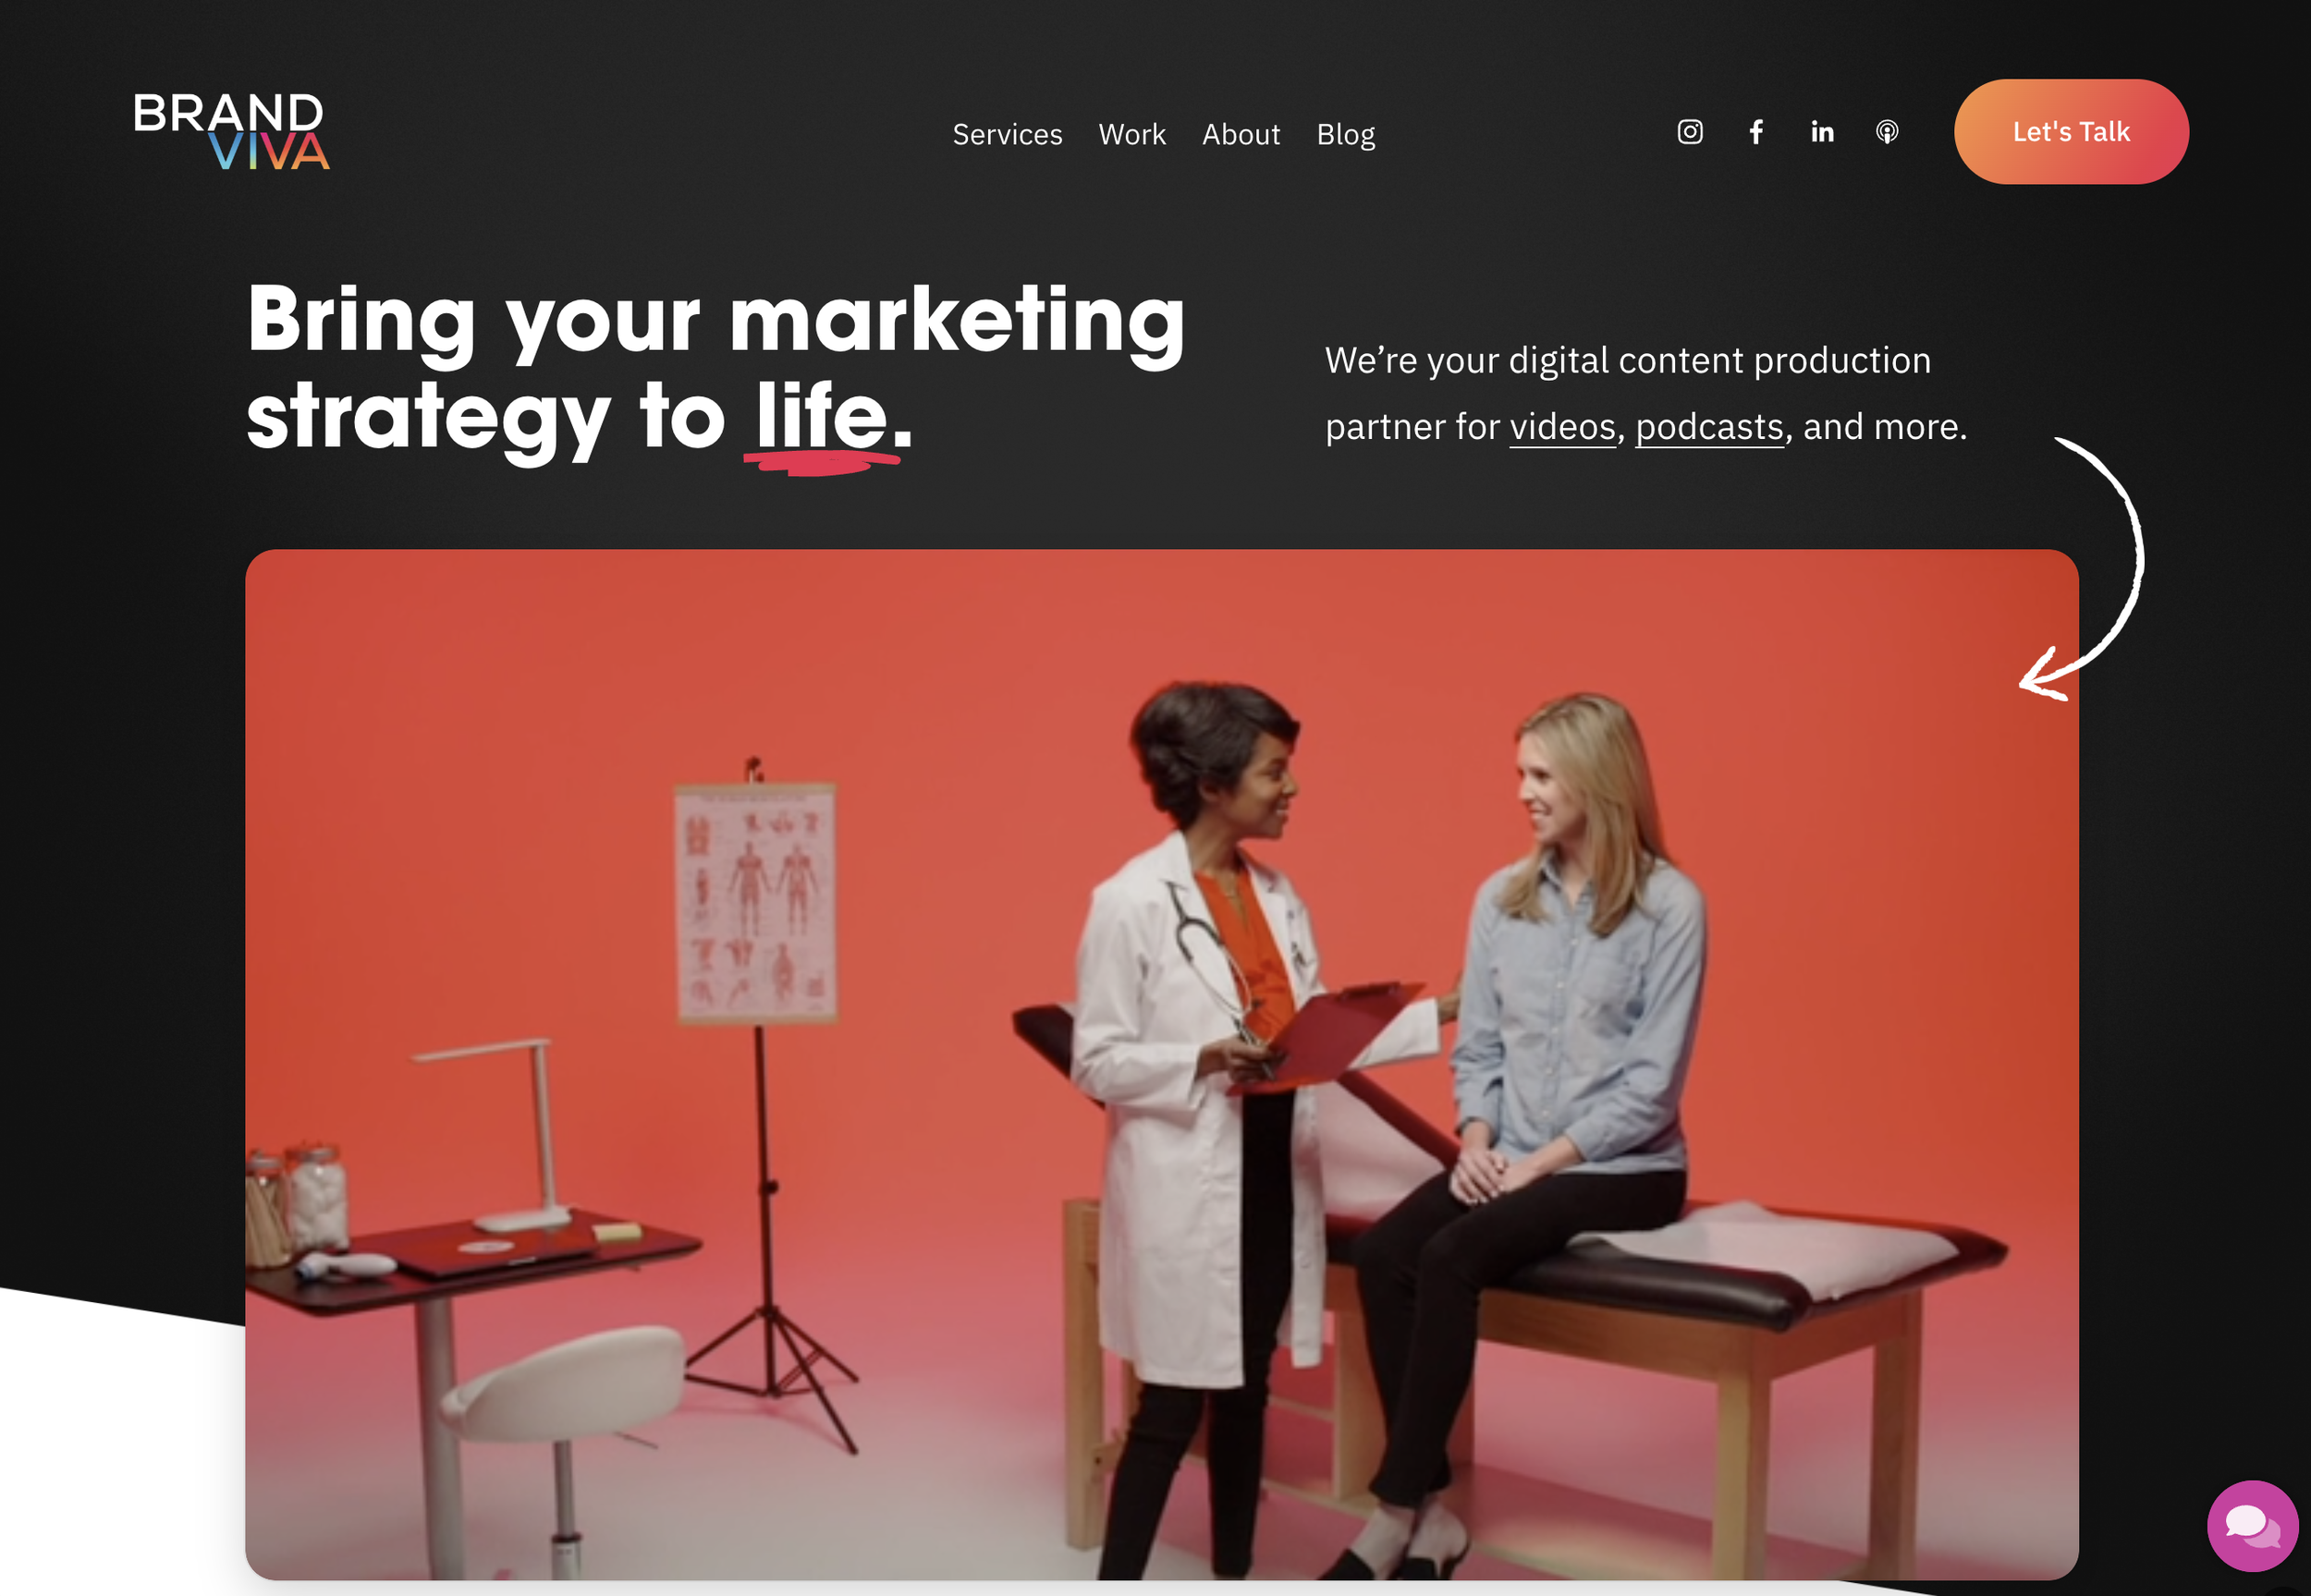 BRAND
VIVA
Services Work About Blog
Let's Talk
Bring your marketing
strategy to life.
We’re your digital content production
partner for videos, podcasts, and more.